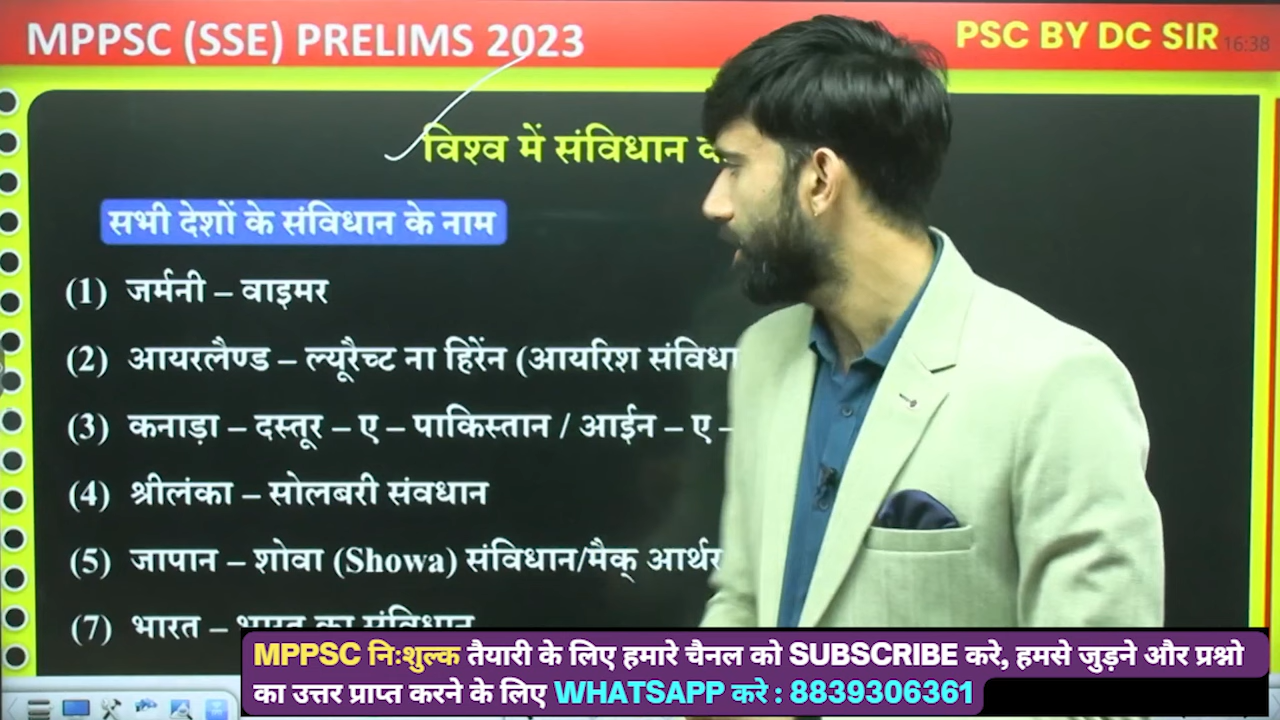 MPPSC (SSE) PRELIMS 2023
PSC BY DC SIR 16:38
विश्व में संविधान
सभी देशों के संविधान के नाम
(1) जर्मनी – वाइमर
(2) आयरलैण्ड – ल्यूरैच्ट ना हिरेंन (आयरिश
(3) कनाड़ा – दस्तूर – ए – पाकिस्तान / आईन – ए –
(4) श्रीलंका – सोलबरी संवधान
(5) जापान – शोवा (Showa) संविधान/मैक् आर्थर
(7) भारत – भारत का संविधान
MPPSC निःशुल्क तैयारी के लिए हमारे चैनल को SUBSCRIBE करे, हमसे जुड़ने और प्रश्नो
का उत्तर प्राप्त करने के लिए WHATSAPP करे : 8839306361